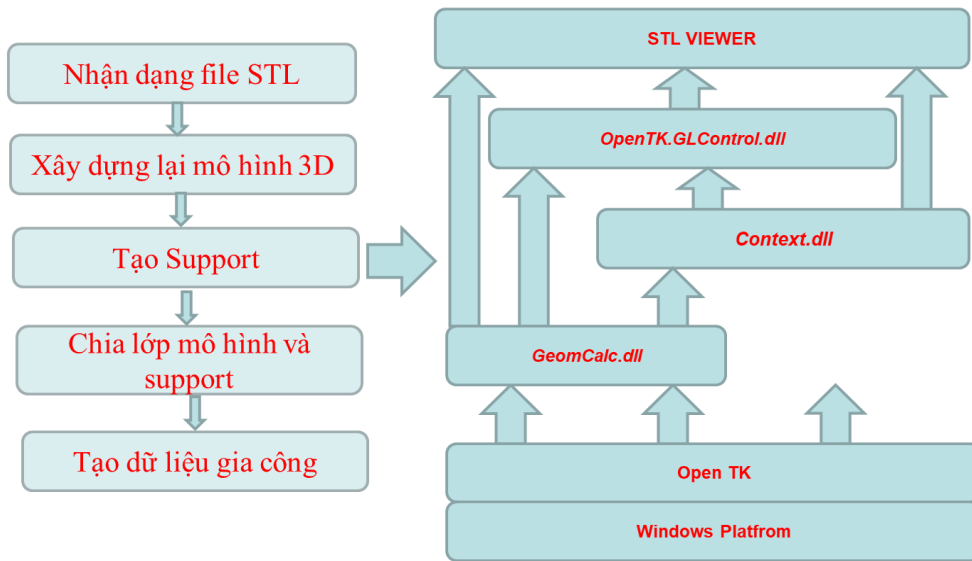 Nhận dạng file STL
Xây dựng lại mô hình 3D
Tạo Support
Chia lớp mô hình và
support
Tạo dữ liệu gia công
STL VIEWER
OpenTK.GLControl.dll
Context.dll
GeomCalc.dll
Open TK
Windows Platfrom